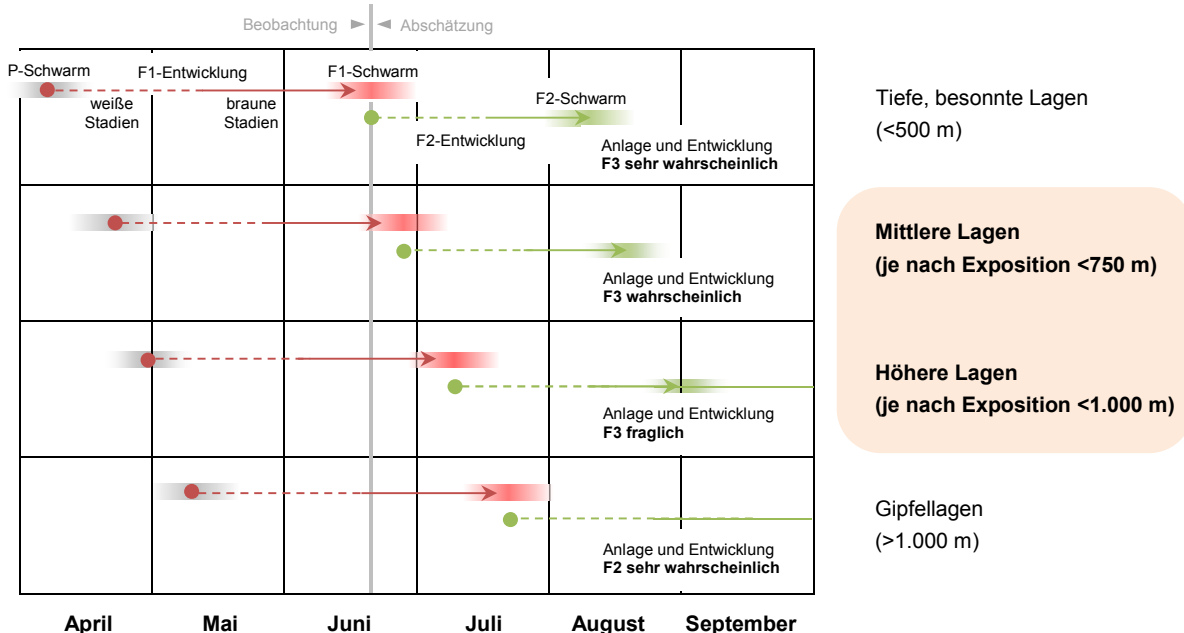 Beobachtung
Abschätzung
P-Schwarm
F1-Entwicklung
F1-Schwarm
weiße
Stadien
braune
Stadien
F2-Schwarm
F2-Entwicklung
Anlage und Entwicklung
F3 sehr wahrscheinlich
Tiefe, besonnte Lagen
(<500 m)
Anlage und Entwicklung
F3 wahrscheinlich
Mittlere Lagen
(je nach Exposition <750 m)
Anlage und Entwicklung
F3 fraglich
Höhere Lagen
(je nach Exposition <1.000 m)
Anlage und Entwicklung
F2 sehr wahrscheinlich
Gipfellagen
(>1.000 m)
April Mai Juni Juli August September